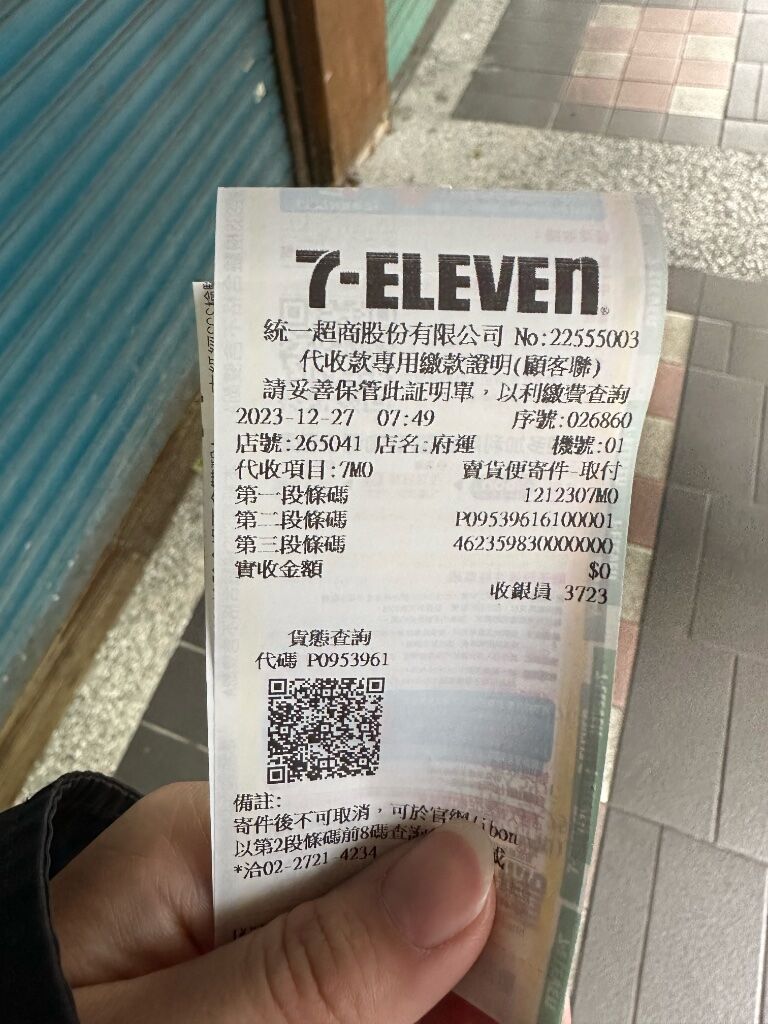 7-ELEVEN®
統一超商股份有限公司 No:22555003
代收款專用繳款證明(顧客聯)
請妥善保管此証明單，以利繳費查詢
2023-12-27 07:49 序號:026860
店號:265041 店名:府運 機號:01
代收項目:7M0 賣貨便寄件-取付
第一段條碼 1212307M0
第二段條碼 P09539616100001
第三段條碼 462359830000000
實收金額 $0
收銀員 3723
貨態查詢
代碼 P0953961
備註:
寄件後不可取消，可於官網/ibon
以第2段條碼前8碼查詢
*洽02-2721-4234